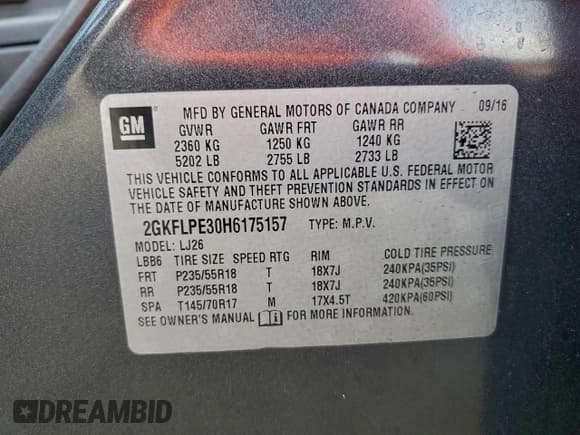 GM
MFD BY GENERAL MOTORS OF CANADA COMPANY 09/16
GVWR GAWR FRT GAWR RR
2360 KG 1250 KG 1240 KG
5202 LB 2755 LB 2733 LB
THIS VEHICLE CONFORMS TO ALL APPLICABLE U.S. FEDERAL MOTOR
VEHICLE SAFETY AND THEFT PREVENTION STANDARDS IN EFFECT ON
THE DATE OF MANUFACTURE SHOWN ABOVE.
2GKFLPE30H6175157 TYPE: M.P.V.
MODEL: LJ26
LBB6 TIRE SIZE SPEED RTG RIM COLD TIRE PRESSURE
FRT P235/55R18 T 18X7J 240KPA(35PSI)
RR P235/55R18 T 18X7J 240KPA(35PSI)
SPA T145/70R17 M 17X4.5T 420KPA(60PSI)
SEE OWNER'S MANUAL FOR MORE INFORMATION.
DREAMBID